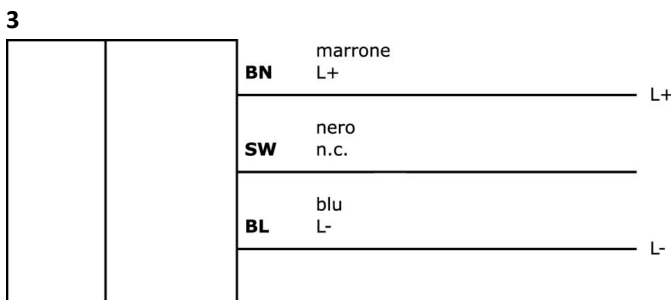 3
marrone
BN L+
L+
nero
SW n.c.
blu
BL L-
L-